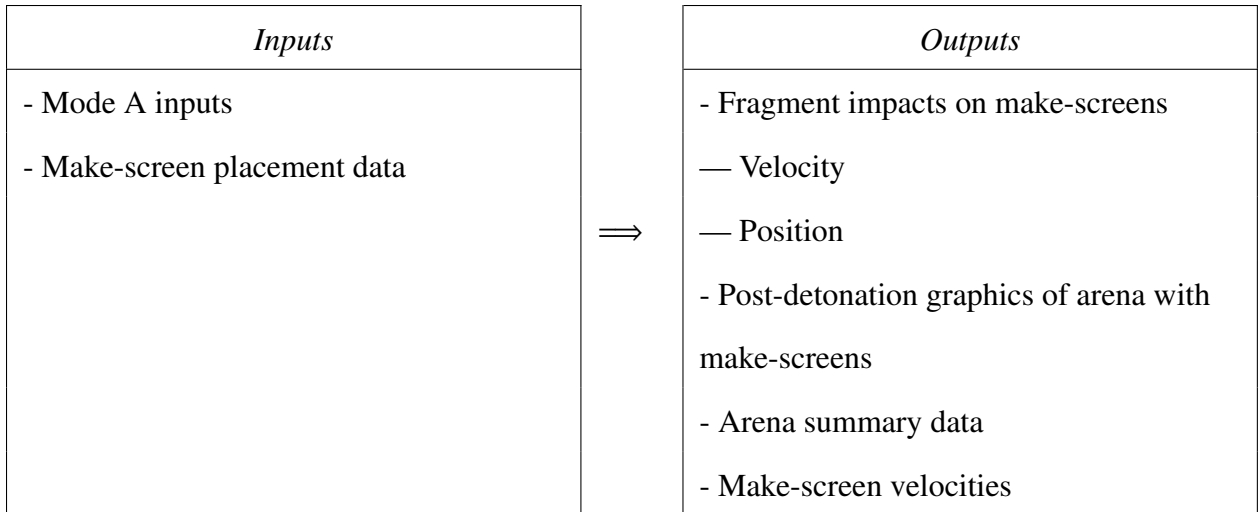 Inputs
- Mode A inputs
- Make-screen placement data
⟹
Outputs
- Fragment impacts on make-screens
— Velocity
— Position
- Post-detonation graphics of arena with
make-screens
- Arena summary data
- Make-screen velocities